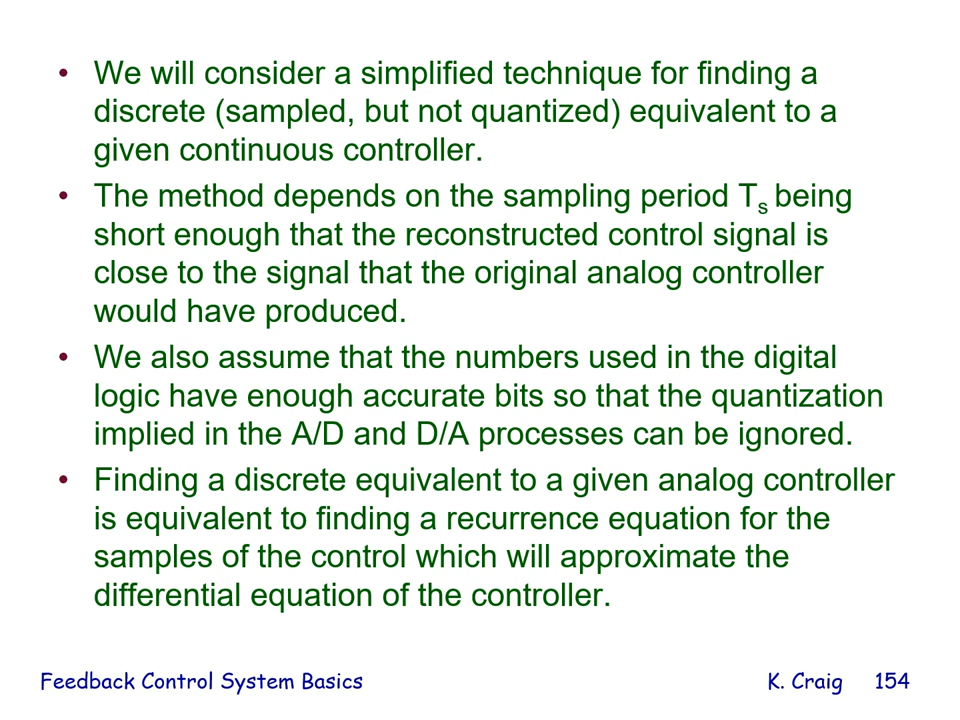 • We will consider a simplified technique for finding a
discrete (sampled, but not quantized) equivalent to a
given continuous controller.
• The method depends on the sampling period Ts being
short enough that the reconstructed control signal is
close to the signal that the original analog controller
would have produced.
• We also assume that the numbers used in the digital
logic have enough accurate bits so that the quantization
implied in the A/D and D/A processes can be ignored.
• Finding a discrete equivalent to a given analog controller
is equivalent to finding a recurrence equation for the
samples of the control which will approximate the
differential equation of the controller.
Feedback Control System Basics K. Craig 154